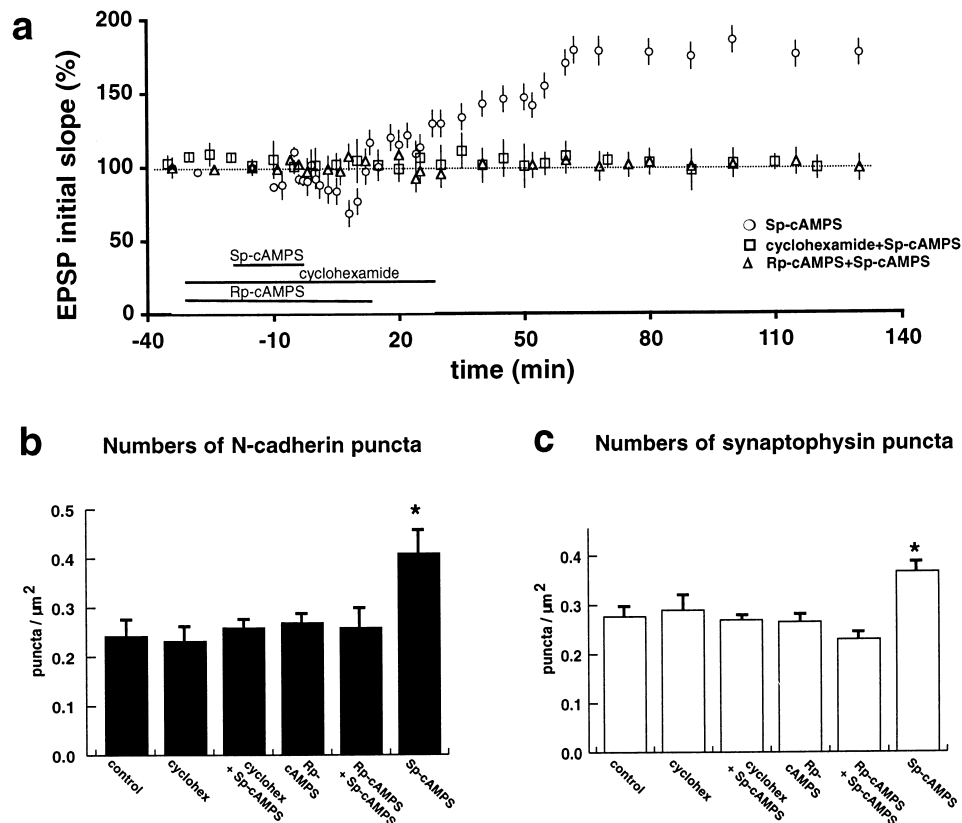 a
EPSP initial slope (%)
200
150
100
50
0
Sp-cAMPS
cyclohexamide
Rp-cAMPS
Sp-cAMPS
cyclohexamide+Sp-cAMPS
Rp-cAMPS+Sp-cAMPS
-40 -10 20 50 80 110 140
time (min)
b
Numbers of N-cadherin puncta
puncta / µm2
0.5
0.4
0.3
0.2
0.1
0.0
*
control
cyclohex
cyclohex
+ Sp-cAMPS
Rp-
cAMPS
Rp-cAMPS
+ Sp-cAMPS
Sp-cAMPS
c
Numbers of synaptophysin puncta
puncta / µm2
0.4
0.3
0.2
0.1
0.0
*
control
cyclohex
cyclohex
+ Sp-cAMPS
Rp-
cAMPS
Rp-cAMPS
+ Sp-cAMPS
Sp-cAMPS